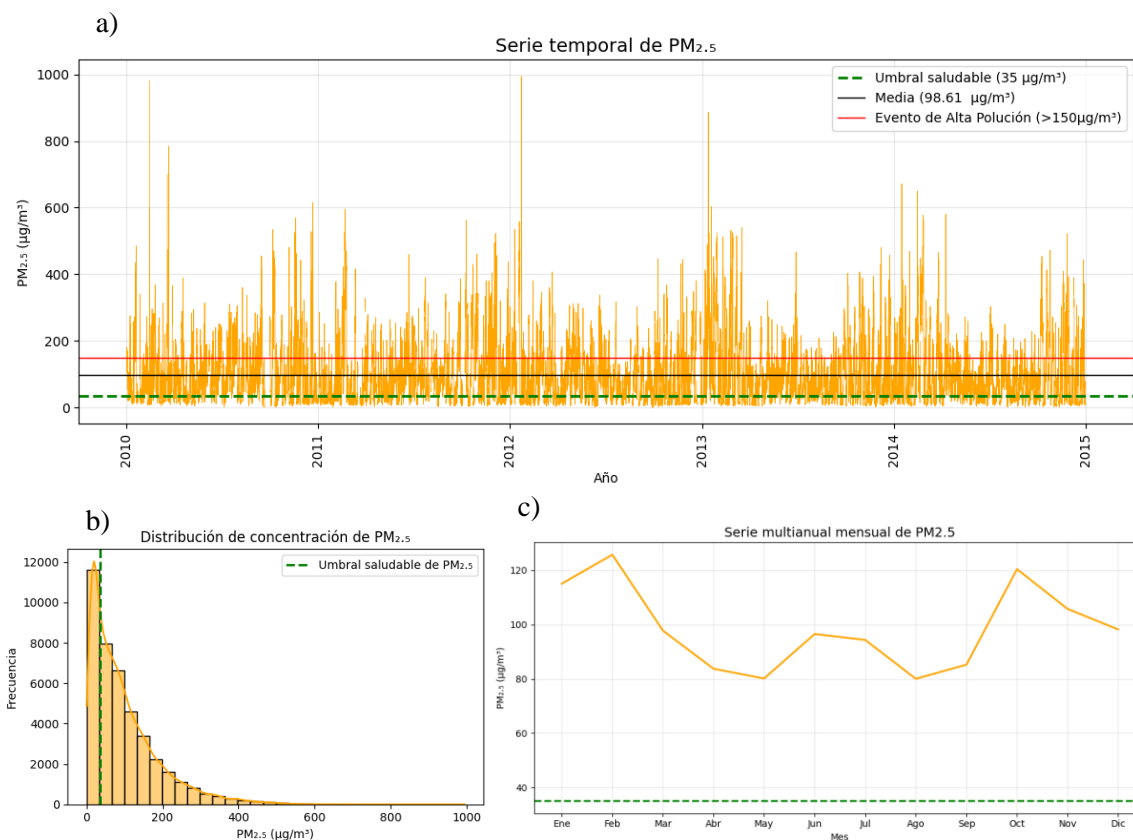 a)
Serie temporal de PM₂.₅
1000
800
600
400
200
0
PM₂.₅ (µg/m³)
Umbral saludable (35 µg/m³)
Media (98.61 µg/m³)
Evento de Alta Polución (>150µg/m³)
2010
2011
2012
2013
2014
2015
Año
b)
Distribución de concentración de PM₂.₅
12000
10000
8000
6000
4000
2000
0
Frecuencia
Umbral saludable de PM₂.₅
0 200 400 600 800 1000
PM₂.₅ (µg/m³)
c)
Serie multianual mensual de PM2.5
120
100
80
60
40
PM₂.₅ (µg/m³)
Ene Feb Mar Abr May Jun Jul Ago Sep Oct Nov Dic
Mes